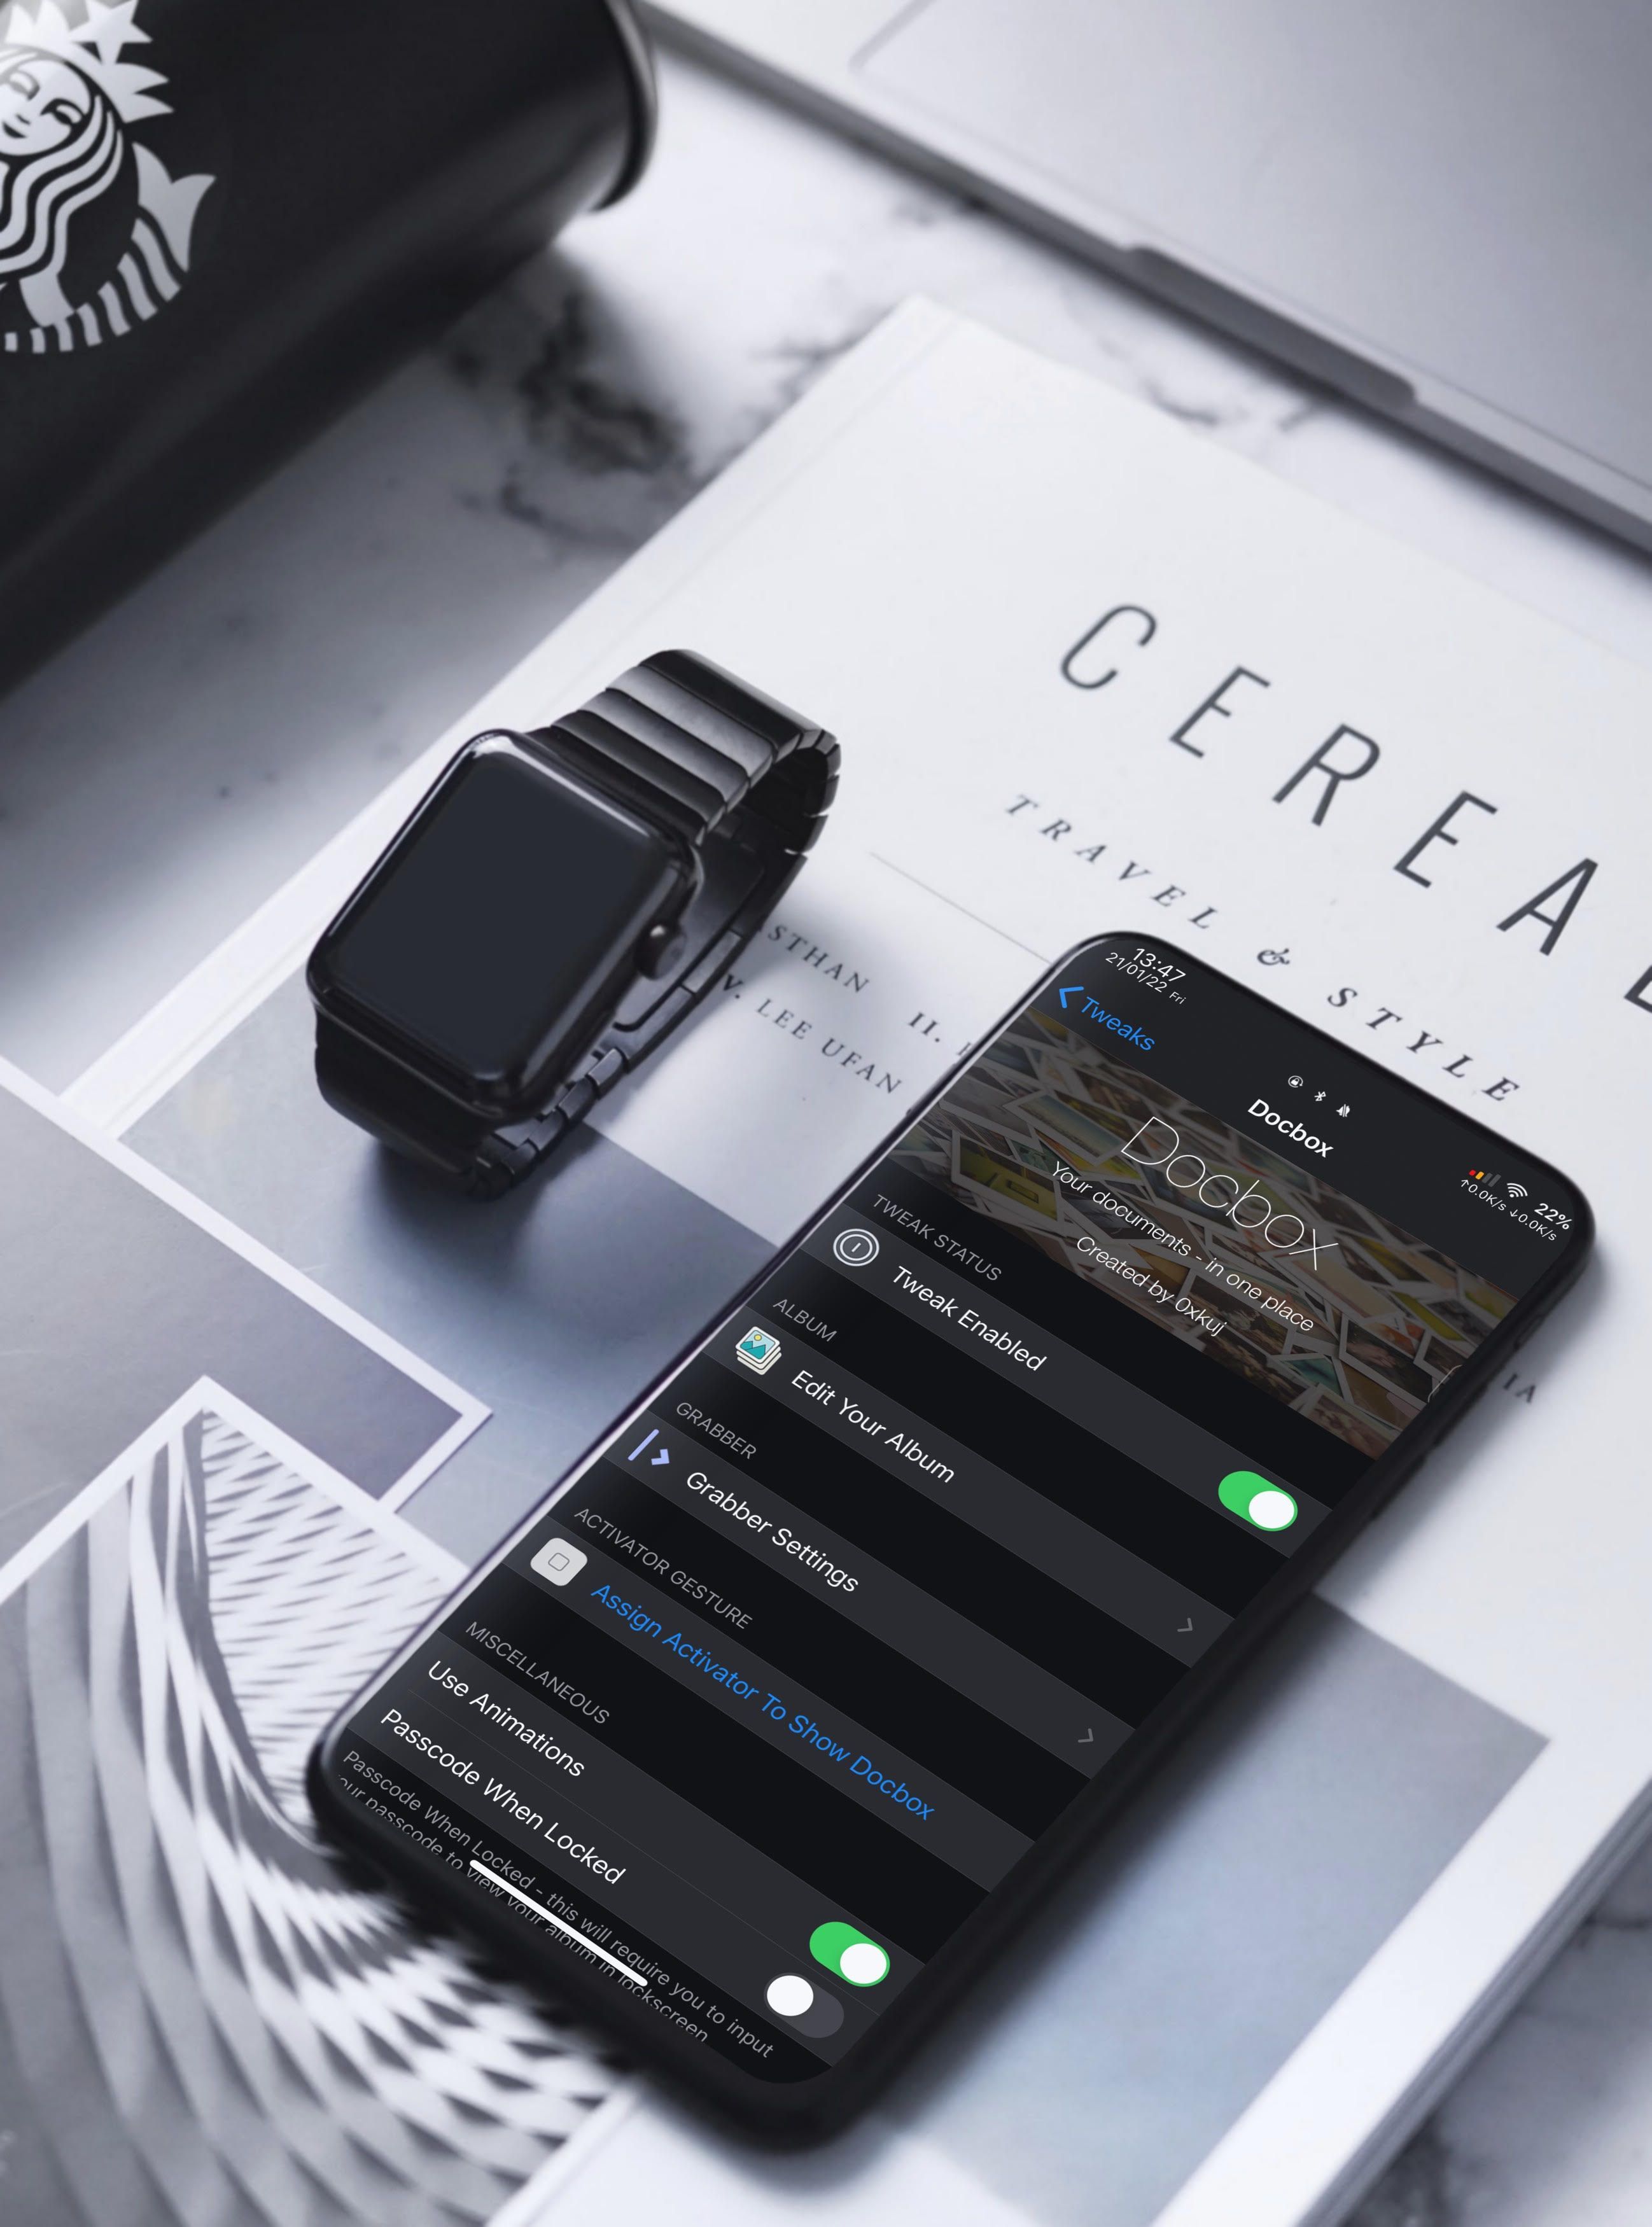 CEREA
TRAVEL & STYLE
STHAN II.
V. LEE UFAN
IA
13:47
21/01/22 Fri
22%
↑0.0K/s ↓0.0K/s
Tweaks
Docbox
Docbox
Your documents - in one place
Created by 0xkuj
TWEAK STATUS
Tweak Enabled
ALBUM
Edit Your Album
GRABBER
Grabber Settings
ACTIVATOR GESTURE
Assign Activator To Show Docbox
MISCELLANEOUS
Use Animations
Passcode When Locked
Passcode When Locked - this will require you to input
your passcode to view your album in lockscreen